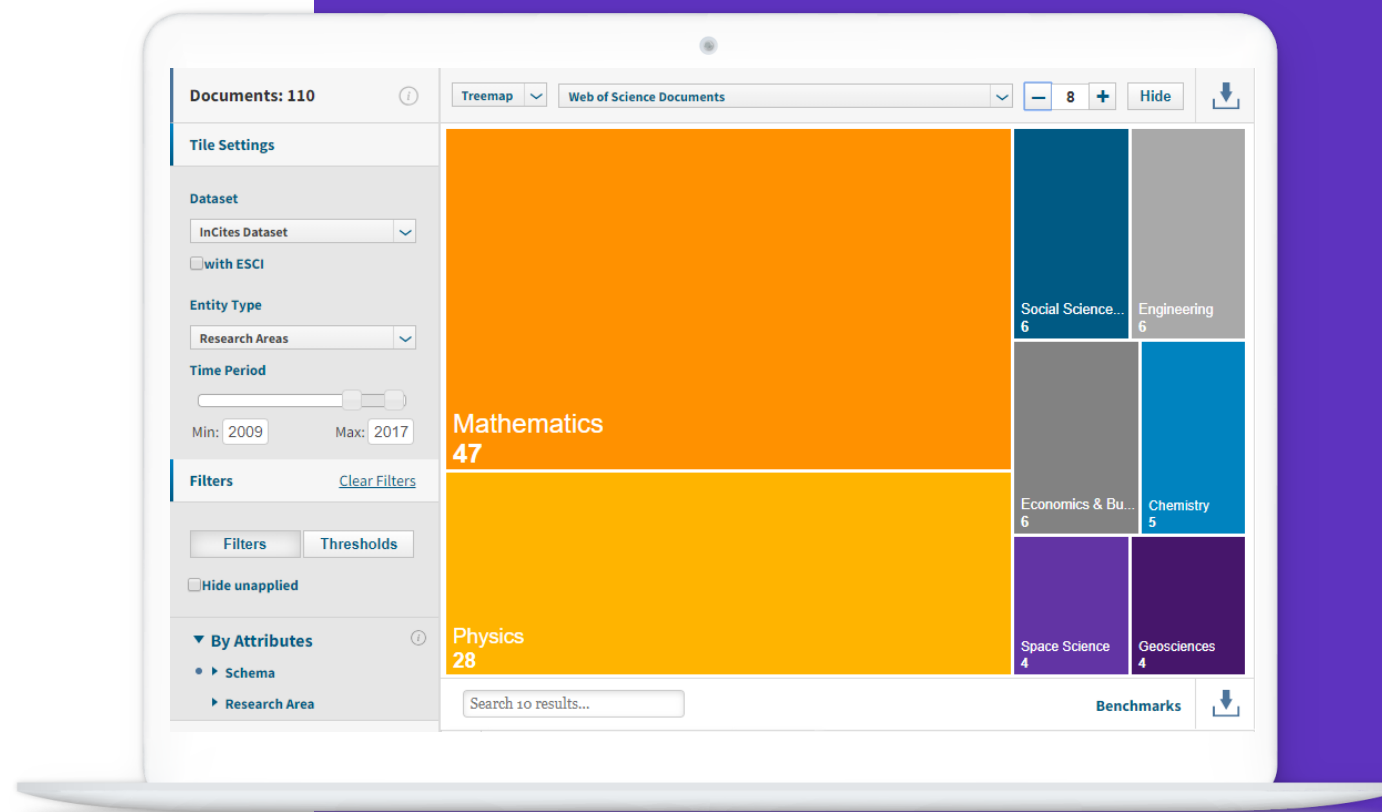 Documents: 110
Treemap
Web of Science Documents
8
Hide
Tile Settings
Dataset
InCites Dataset
with ESCI
Entity Type
Research Areas
Time Period
Min: 2009 Max: 2017
Filters Clear Filters
Filters Thresholds
Hide unapplied
By Attributes
Schema
Research Area
Mathematics
47
Physics
28
Social Science...
6
Engineering
6
Economics & Bu...
6
Chemistry
5
Space Science
4
Geosciences
4
Search 10 results...
Benchmarks